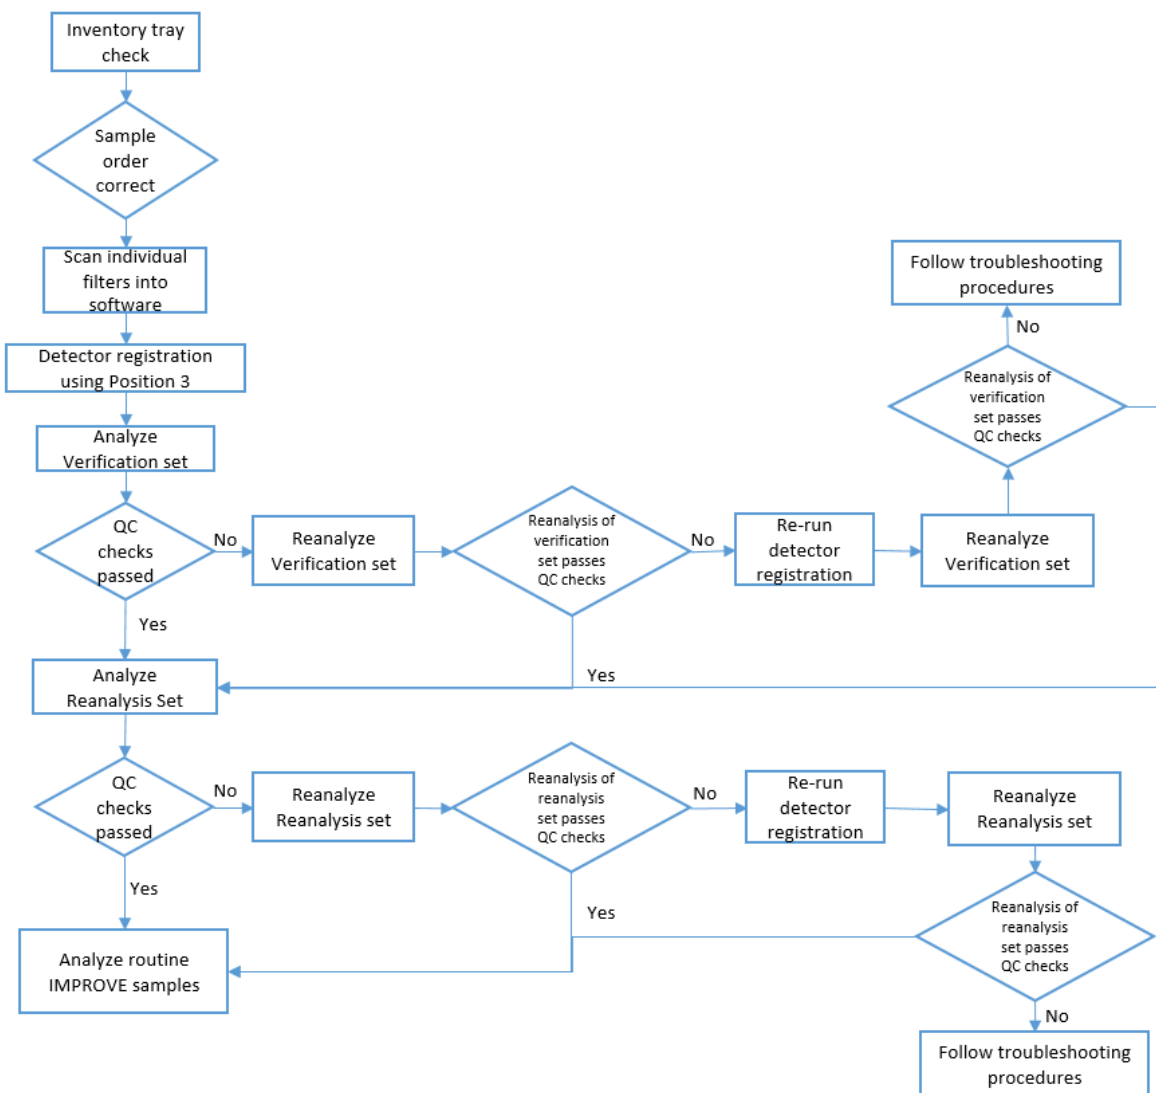 Inventory tray
check
Sample
order
correct
Scan individual
filters into
software
Detector registration
using Position 3
Analyze
Verification set
QC
checks
passed
No
Reanalyze
Verification set
Reanalysis of
verification
set passes
QC checks
No
Re-run
detector
registration
Reanalyze
Verification set
Reanalysis of
verification
set passes
QC checks
No
Follow troubleshooting
procedures
Yes
Yes
Analyze
Reanalysis Set
QC
checks
passed
No
Reanalyze
Reanalysis set
Reanalysis of
reanalysis
set passes
QC checks
No
Re-run
detector
registration
Reanalyze
Reanalysis set
Reanalysis of
reanalysis
set passes
QC checks
No
Follow troubleshooting
procedures
Yes
Yes
Analyze routine
IMPROVE samples